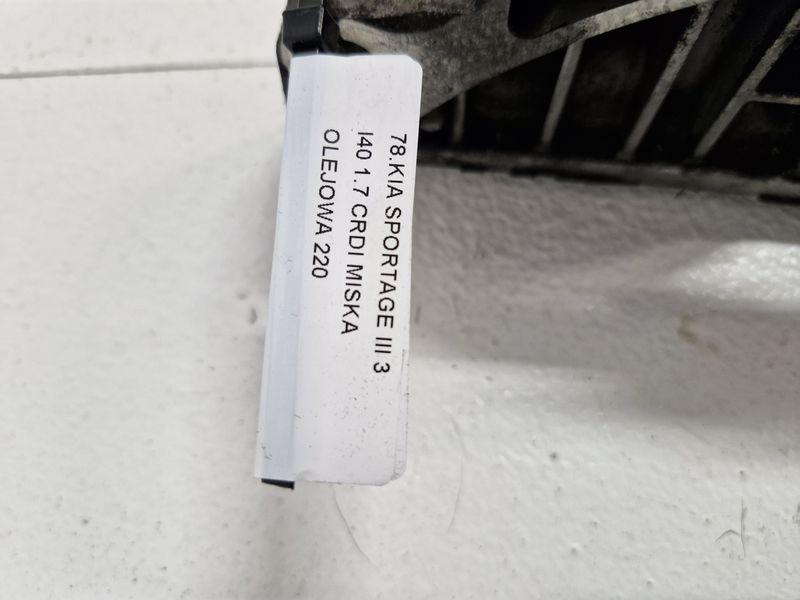 78.KIA SPORTAGE III 3
I40 1.7 CRDI MISKA
OLEJOWA 220